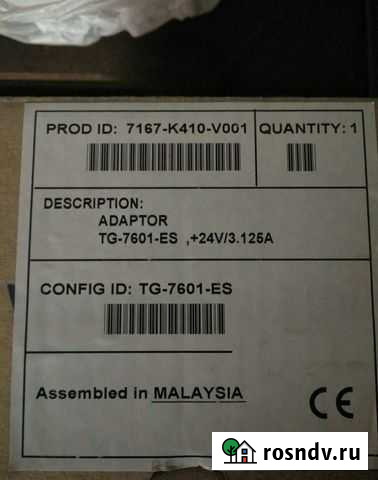 PROD ID: 7167-K410-V001
QUANTITY: 1
DESCRIPTION:
ADAPTOR
TG-7601-ES ,+24V/3.125A
CONFIG ID: TG-7601-ES
Assembled in MALAYSIA
CE
rosndv.ru